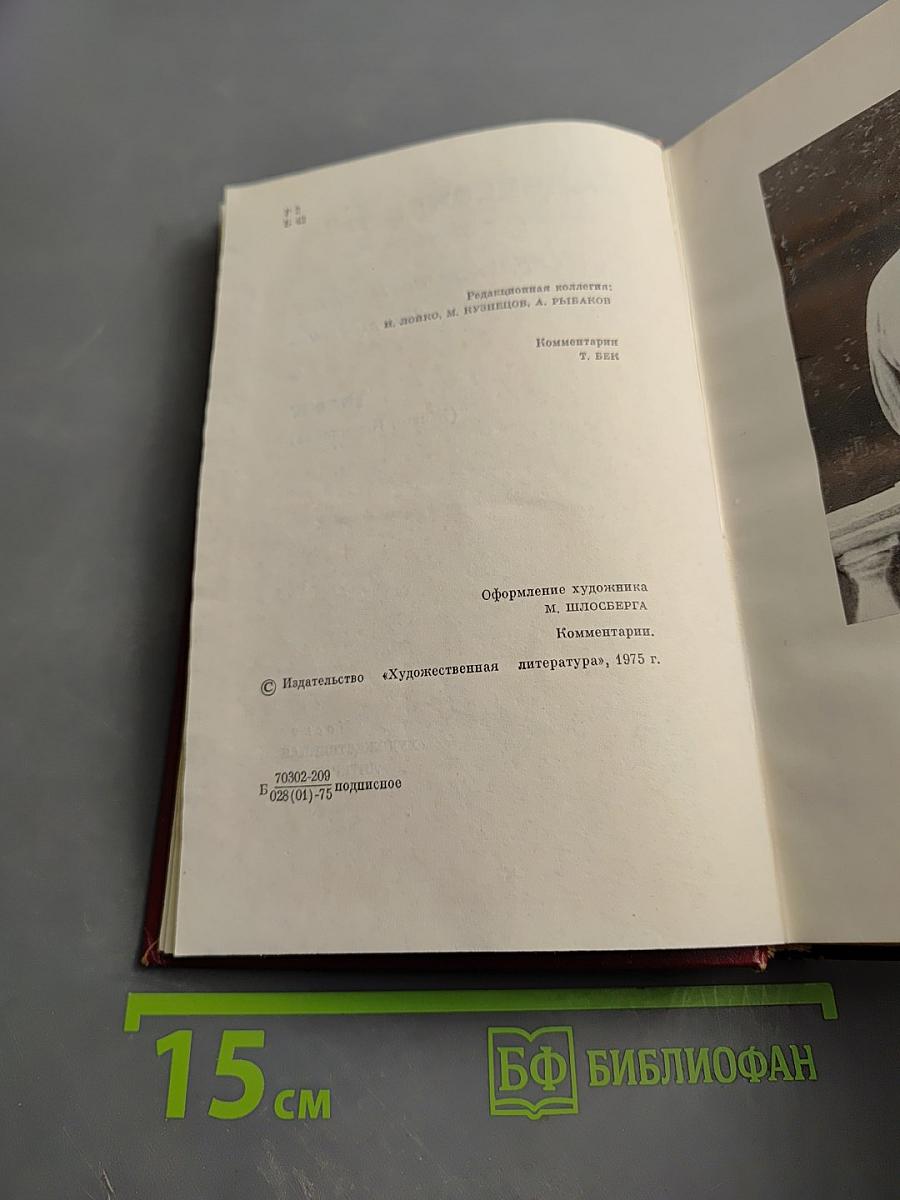 Редакционная коллегия:
Н. ЛОЙКО, М. КУЗНЕЦОВ, А. РЫБАКОВ
Комментарии
Т. БЕК
Оформление художника
М. ШЛОСБЕРГА
Комментарии.
© Издательство «Художественная литература», 1975 г.
70302-209
Б 028(01)-75 подписное
15 см
БФ БИБЛИОФАН